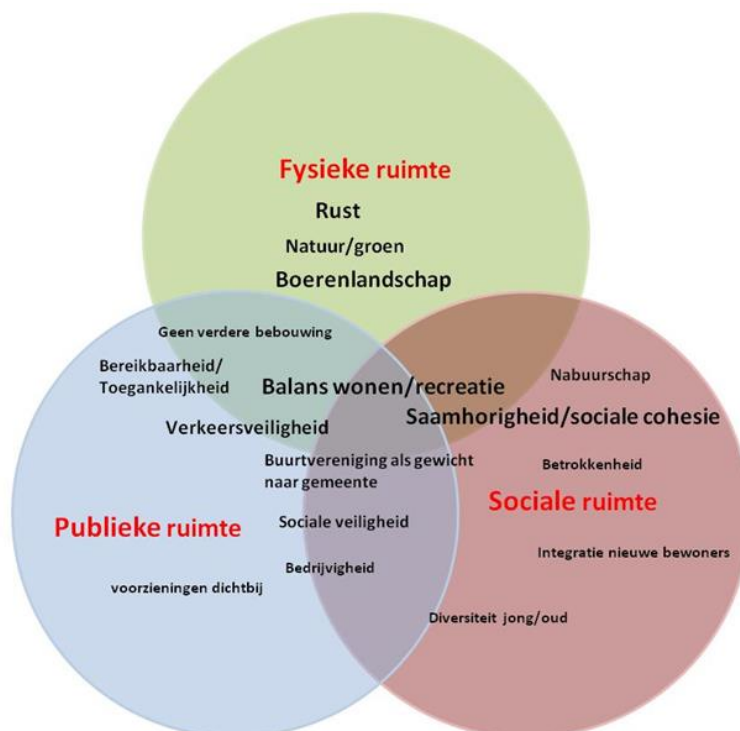 Fysieke ruimte
Rust
Natuur/groen
Boerenlandschap
Geen verdere bebouwing
Bereikbaarheid/
Toegankelijkheid
Balans wonen/recreatie
Nabuurschap
Saamhorigheid/sociale cohesie
Verkeersveiligheid
Buurtvereniging als gewicht
naar gemeente
Betrokkenheid
Sociale ruimte
Publieke ruimte
Sociale veiligheid
Integratie nieuwe bewoners
Bedrijvigheid
voorzieningen dichtbij
Diversiteit jong/oud